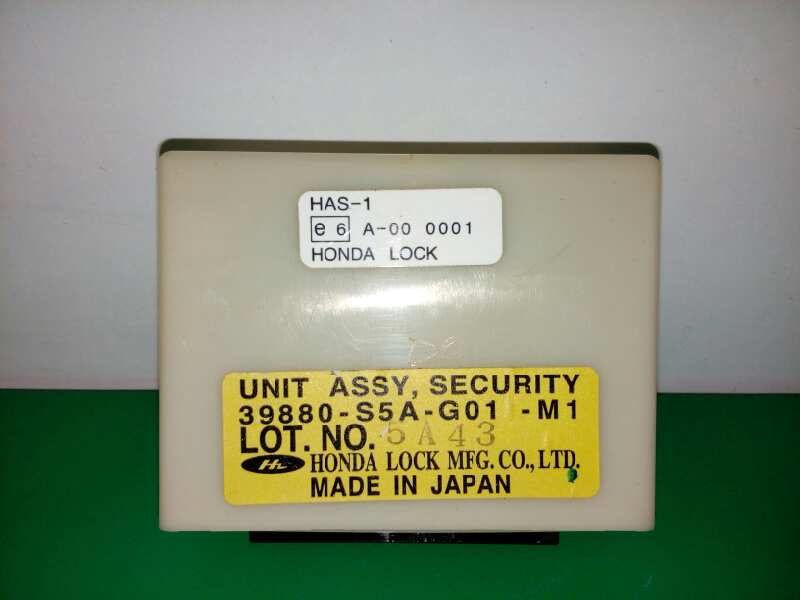 HAS-1
e 6 A-00 0001
HONDA LOCK
UNIT ASSY, SECURITY
39880-S5A-G01 -M1
LOT. NO. 5A43
HL HONDA LOCK MFG. CO., LTD.
MADE IN JAPAN